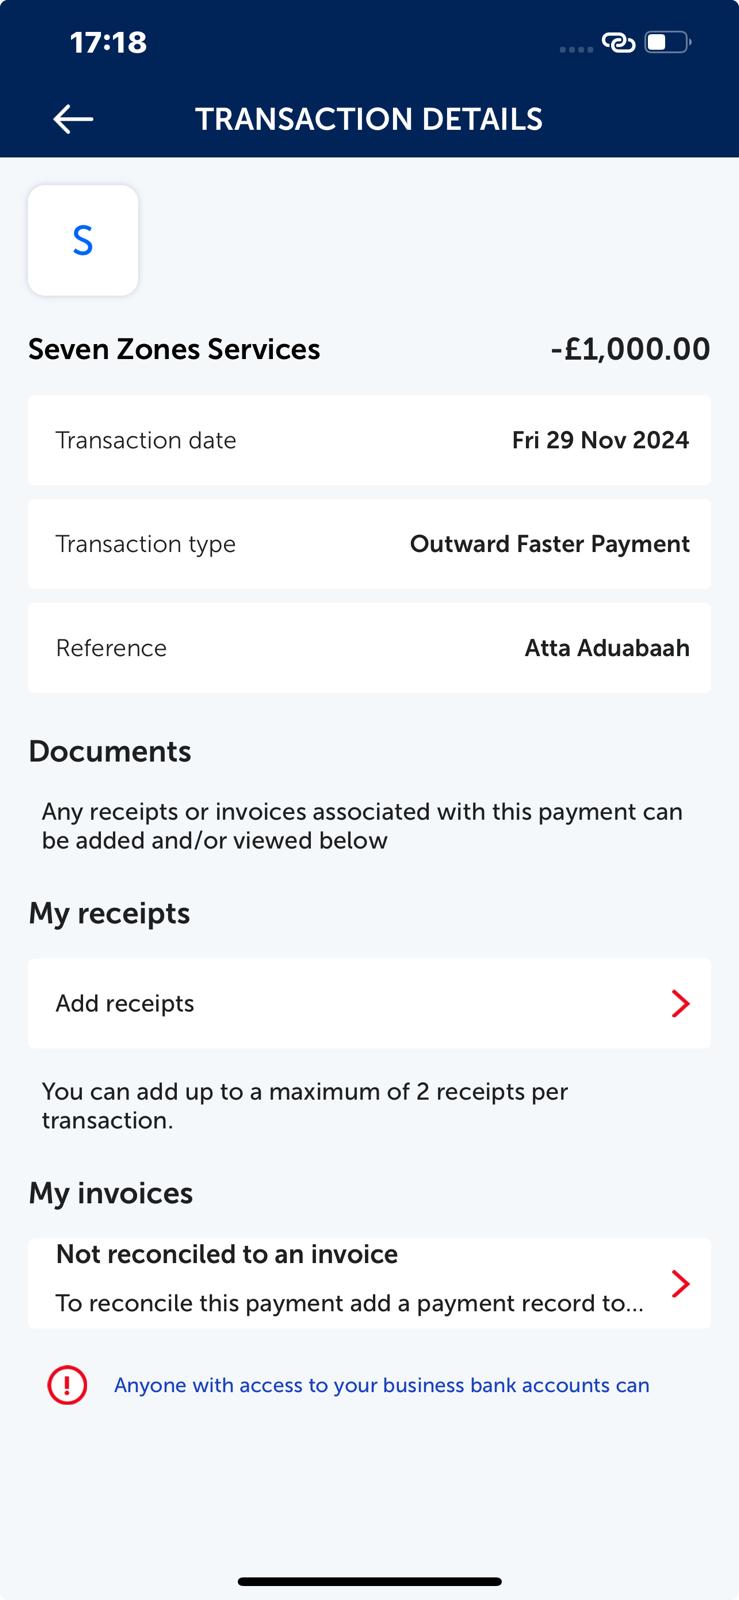 17:18
TRANSACTION DETAILS
S
Seven Zones Services -£1,000.00
Transaction date Fri 29 Nov 2024
Transaction type Outward Faster Payment
Reference Atta Aduabaah
Documents
Any receipts or invoices associated with this payment can
be added and/or viewed below
My receipts
Add receipts
You can add up to a maximum of 2 receipts per
transaction.
My invoices
Not reconciled to an invoice
To reconcile this payment add a payment record to...
Anyone with access to your business bank accounts can